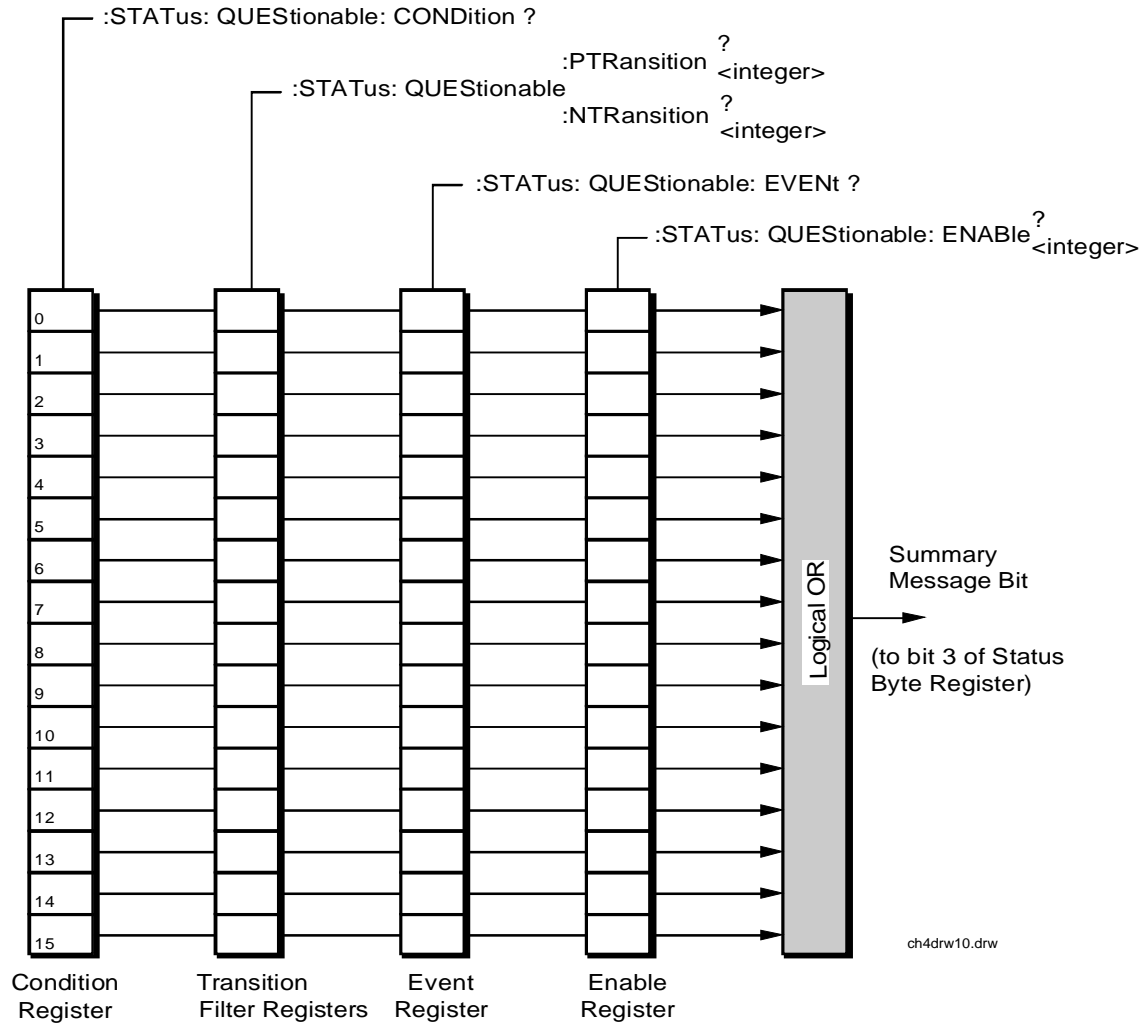 :STATus: QUEStionable: CONDition ?
:STATus: QUEStionable
:PTRansition ?
<integer>
:NTRansition ?
<integer>
:STATus: QUEStionable: EVENt ?
:STATus: QUEStionable: ENABle ?
<integer>
0
1
2
3
4
5
6
7
8
9
10
11
12
13
14
15
Logical OR
Summary
Message Bit
(to bit 3 of Status
Byte Register)
ch4drw10.drw
Condition
Register
Transition
Filter Registers
Event
Register
Enable
Register